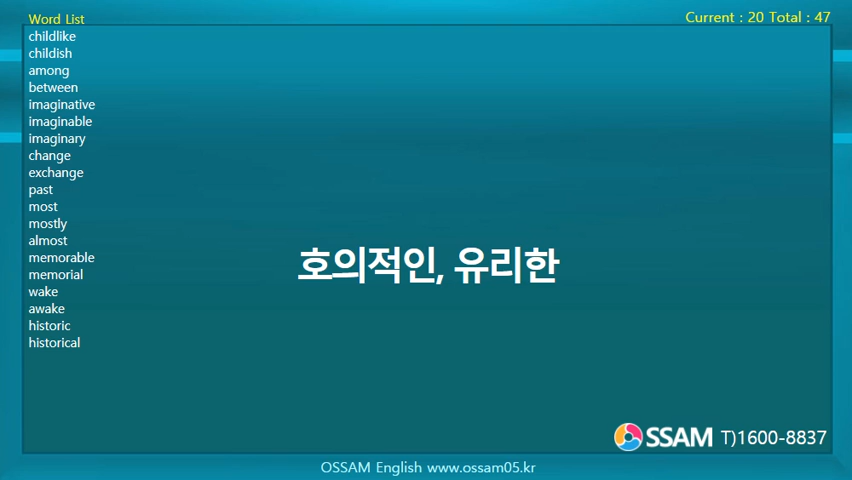 Word List
Current : 20 Total : 47
childlike
childish
among
between
imaginative
imaginable
imaginary
change
exchange
past
most
mostly
almost
memorable
memorial
wake
awake
historic
historical
호의적인, 유리한
OSSAM T)1600-8837
OSSAM English www.ossam05.kr